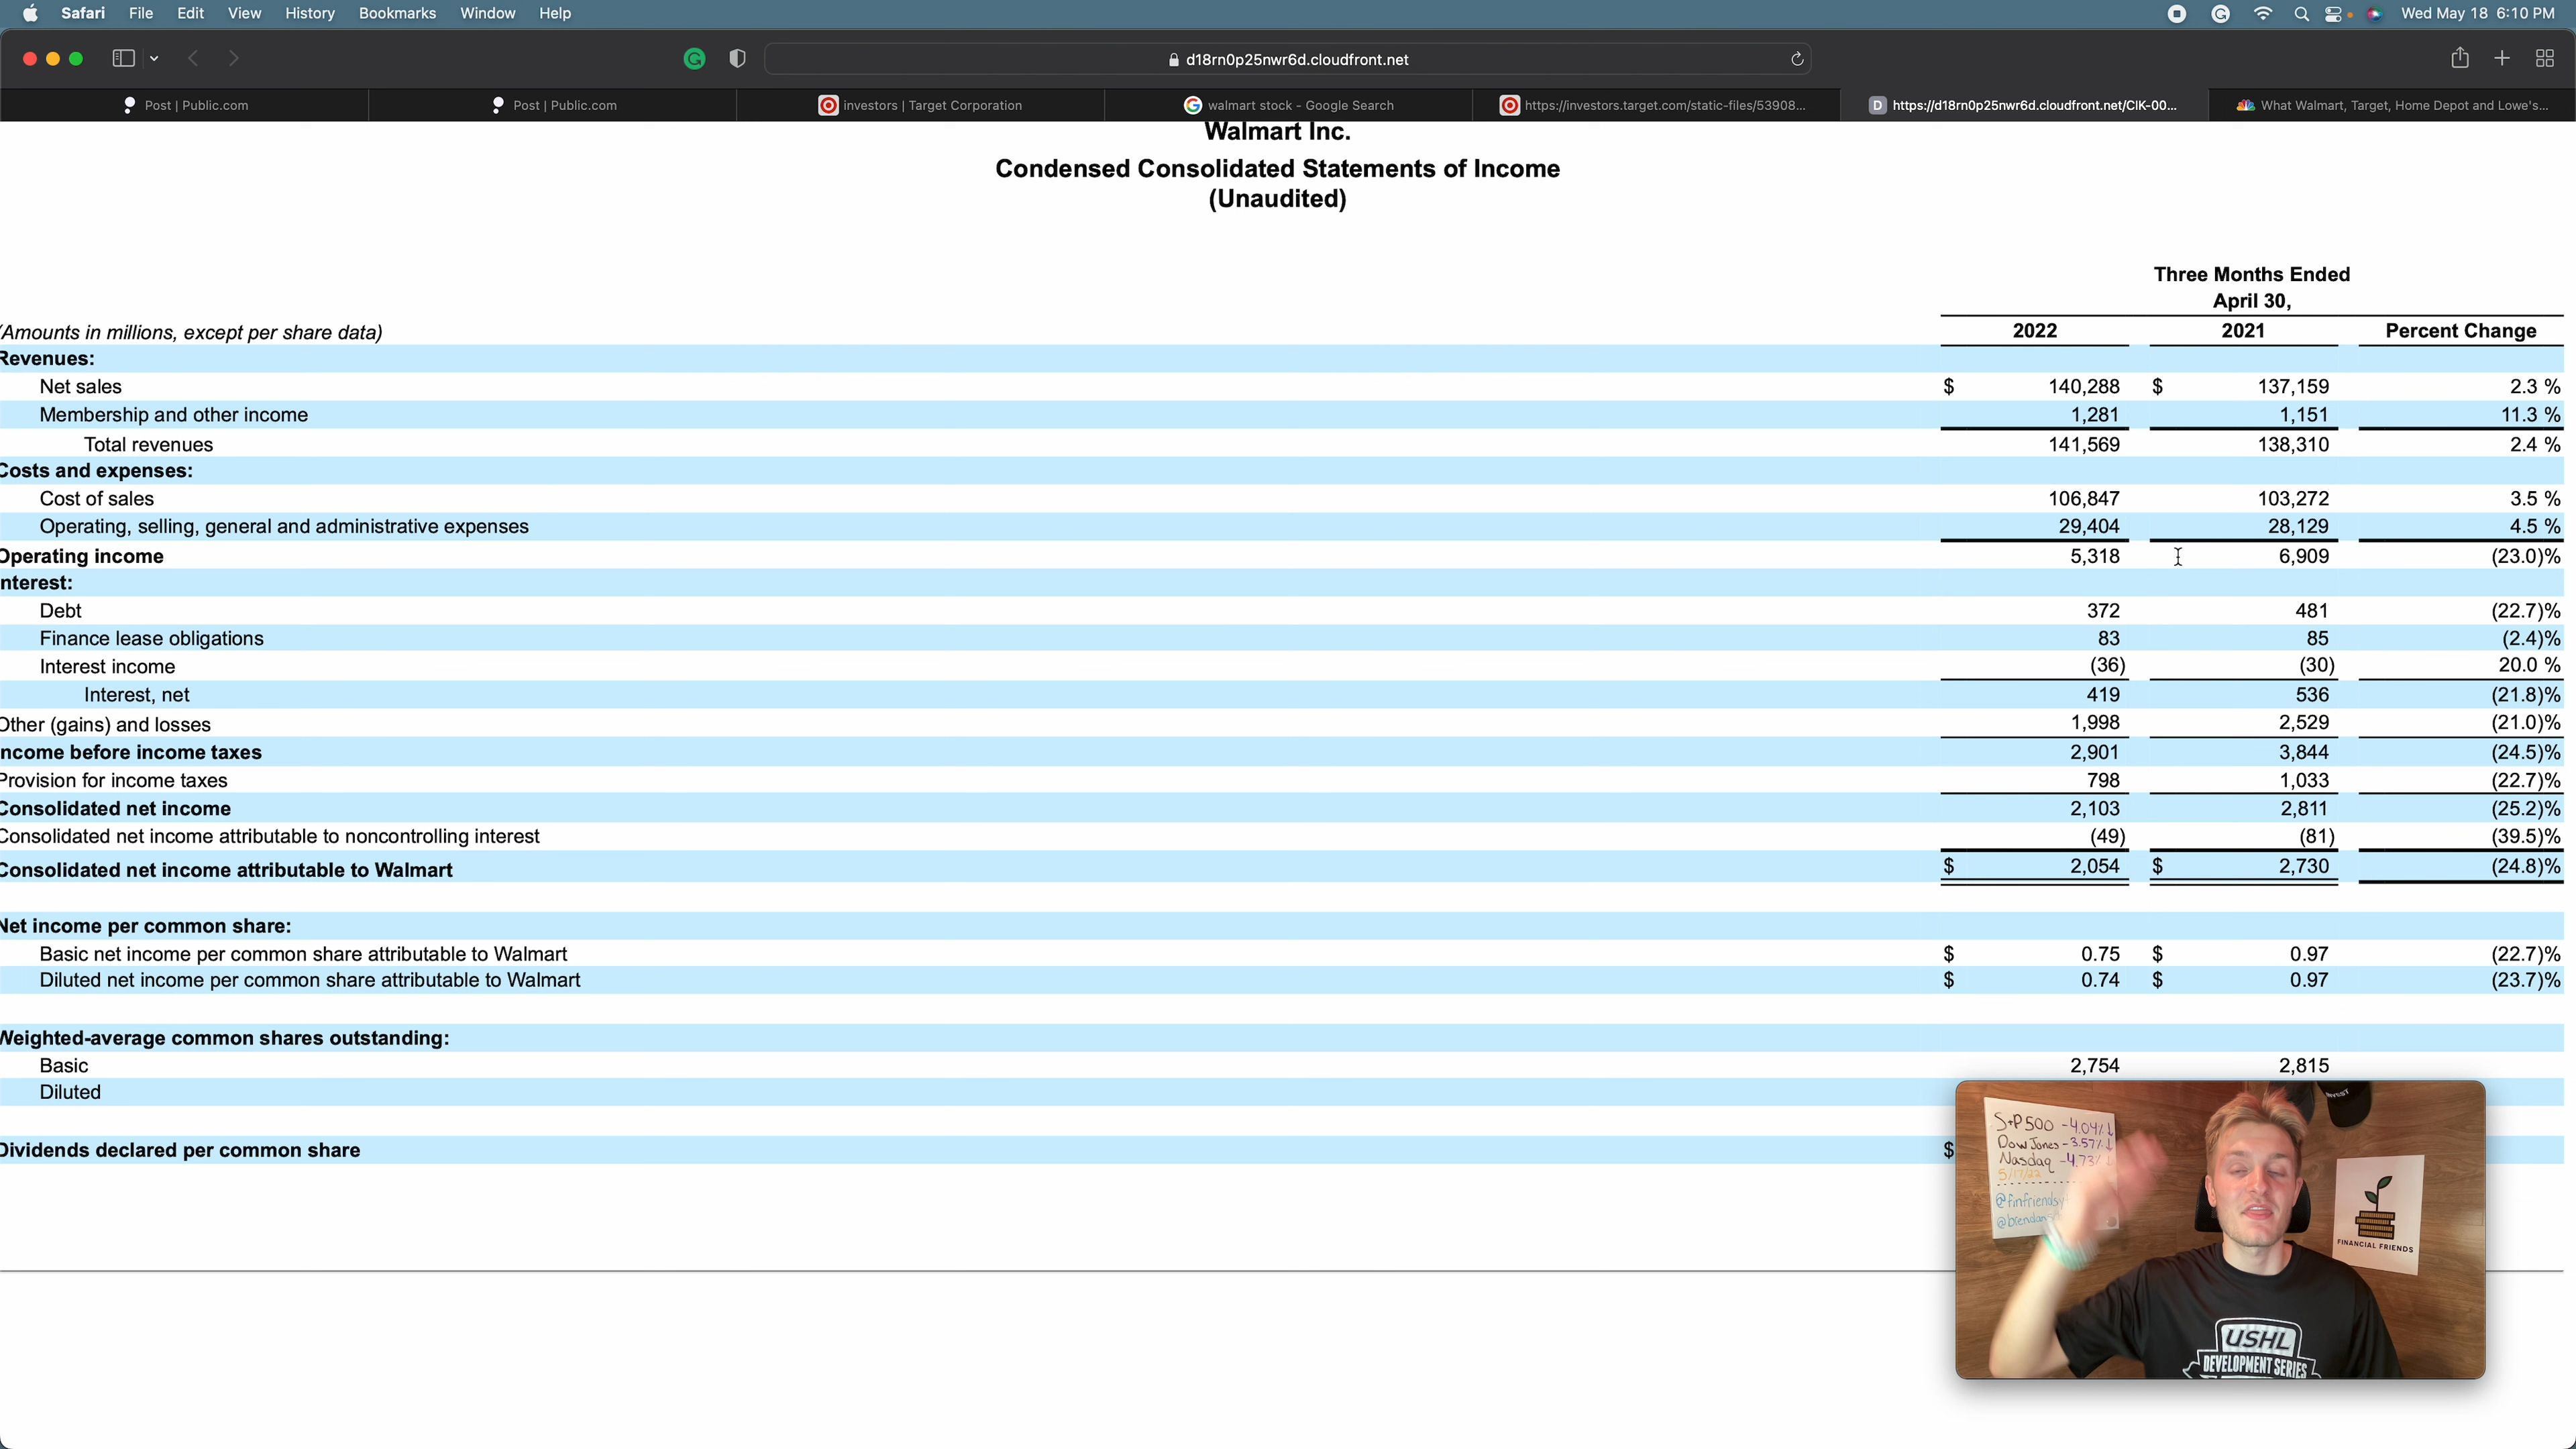 Safari File Edit View History Bookmarks Window Help Wed May 18 6:10 PM
d18rn0p25nwr6d.cloudfront.net
Post | Public.com Post | Public.com investors | Target Corporation walmart stock - Google Search https://investors.target.com/static-files/53908... D https://d18rn0p25nwr6d.cloudfront.net/CIK-00... What Walmart, Target, Home Depot and Lowe's...
Walmart Inc.
Condensed Consolidated Statements of Income
(Unaudited)
Three Months Ended
April 30,
(Amounts in millions, except per share data) 2022 2021 Percent Change
Revenues:
Net sales $ 140,288 $ 137,159 2.3 %
Membership and other income 1,281 1,151 11.3 %
Total revenues 141,569 138,310 2.4 %
Costs and expenses:
Cost of sales 106,847 103,272 3.5 %
Operating, selling, general and administrative expenses 29,404 28,129 4.5 %
Operating income 5,318 6,909 (23.0)%
nterest:
Debt 372 481 (22.7)%
Finance lease obligations 83 85 (2.4)%
Interest income (36) (30) 20.0 %
Interest, net 419 536 (21.8)%
Other (gains) and losses 1,998 2,529 (21.0)%
ncome before income taxes 2,901 3,844 (24.5)%
Provision for income taxes 798 1,033 (22.7)%
Consolidated net income 2,103 2,811 (25.2)%
Consolidated net income attributable to noncontrolling interest (49) (81) (39.5)%
Consolidated net income attributable to Walmart $ 2,054 $ 2,730 (24.8)%
Net income per common share:
Basic net income per common share attributable to Walmart $ 0.75 $ 0.97 (22.7)%
Diluted net income per common share attributable to Walmart $ 0.74 $ 0.97 (23.7)%
Weighted-average common shares outstanding:
Basic 2,754 2,815
Diluted
Dividends declared per common share $
S+P 500 -4.04% ↓
Dow Jones -3.57% ↓
Nasdaq -4.73%
5/17/22
@finfriends
@brendan
INVEST
FINANCIAL FRIENDS
USHL
DEVELOPMENT SERIES